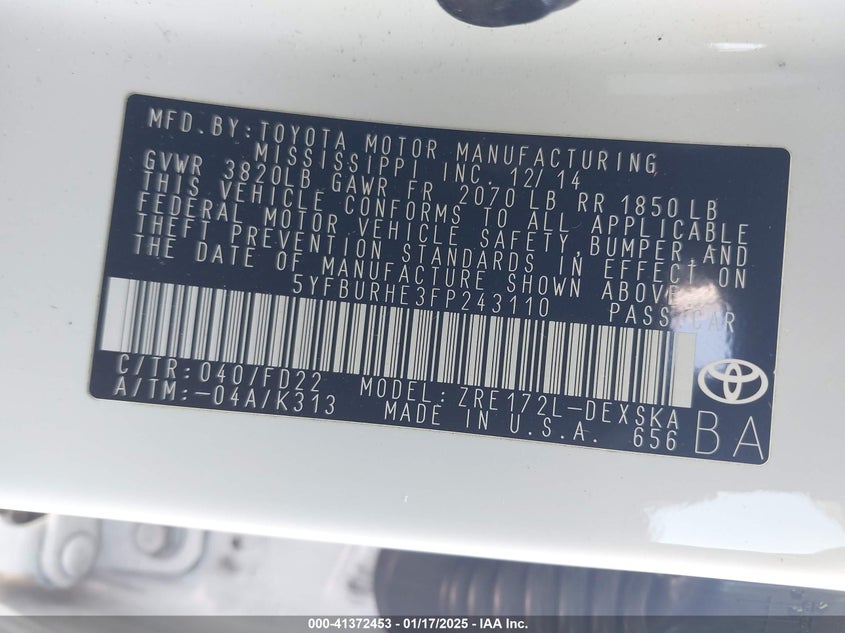 MFD.BY:TOYOTA MOTOR MANUFACTURING
MISSISSIPPI INC. 12/14
GVWR 3820LB GAWR FR 2070 LB RR 1850LB
THIS VEHICLE CONFORMS TO ALL APPLICABLE
FEDERAL MOTOR VEHICLE SAFETY,BUMPER,AND
THEFT PREVENTION STANDARDS IN EFFECT ON
THE DATE OF MANUFACTURE SHOWN ABOVE.
5YFBURHE3FP243110 PASS.CAR
C/TR:040/FD22 MODEL:ZRE172L-DEXSKA
A/TM:-04A/K313 MADE IN U.S.A. 656
BA
000-41372453 - 01/17/2025 - IAA Inc.